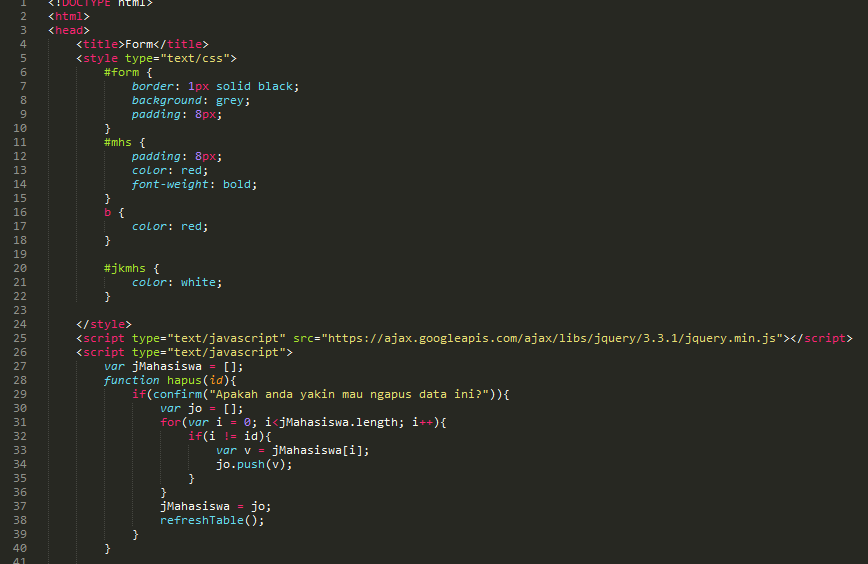 1 <!DOCTYPE html>
2 <html>
3 <head>
4 <title>Form</title>
5 <style type="text/css">
6 #form {
7 border: 1px solid black;
8 background: grey;
9 padding: 8px;
10 }
11 #mhs {
12 padding: 8px;
13 color: red;
14 font-weight: bold;
15 }
16 b {
17 color: red;
18 }
19
20 #jkmhs {
21 color: white;
22 }
23
24 </style>
25 <script type="text/javascript" src="https://ajax.googleapis.com/ajax/libs/jquery/3.3.1/jquery.min.js"></script>
26 <script type="text/javascript">
27 var jMahasiswa = [];
28 function hapus(id){
29 if(confirm("Apakah anda yakin mau ngapus data ini?")){
30 var jo = [];
31 for(var i = 0; i<jMahasiswa.length; i++){
32 if(i != id){
33 var v = jMahasiswa[i];
34 jo.push(v);
35 }
36 }
37 jMahasiswa = jo;
38 refreshTable();
39 }
40 }
41